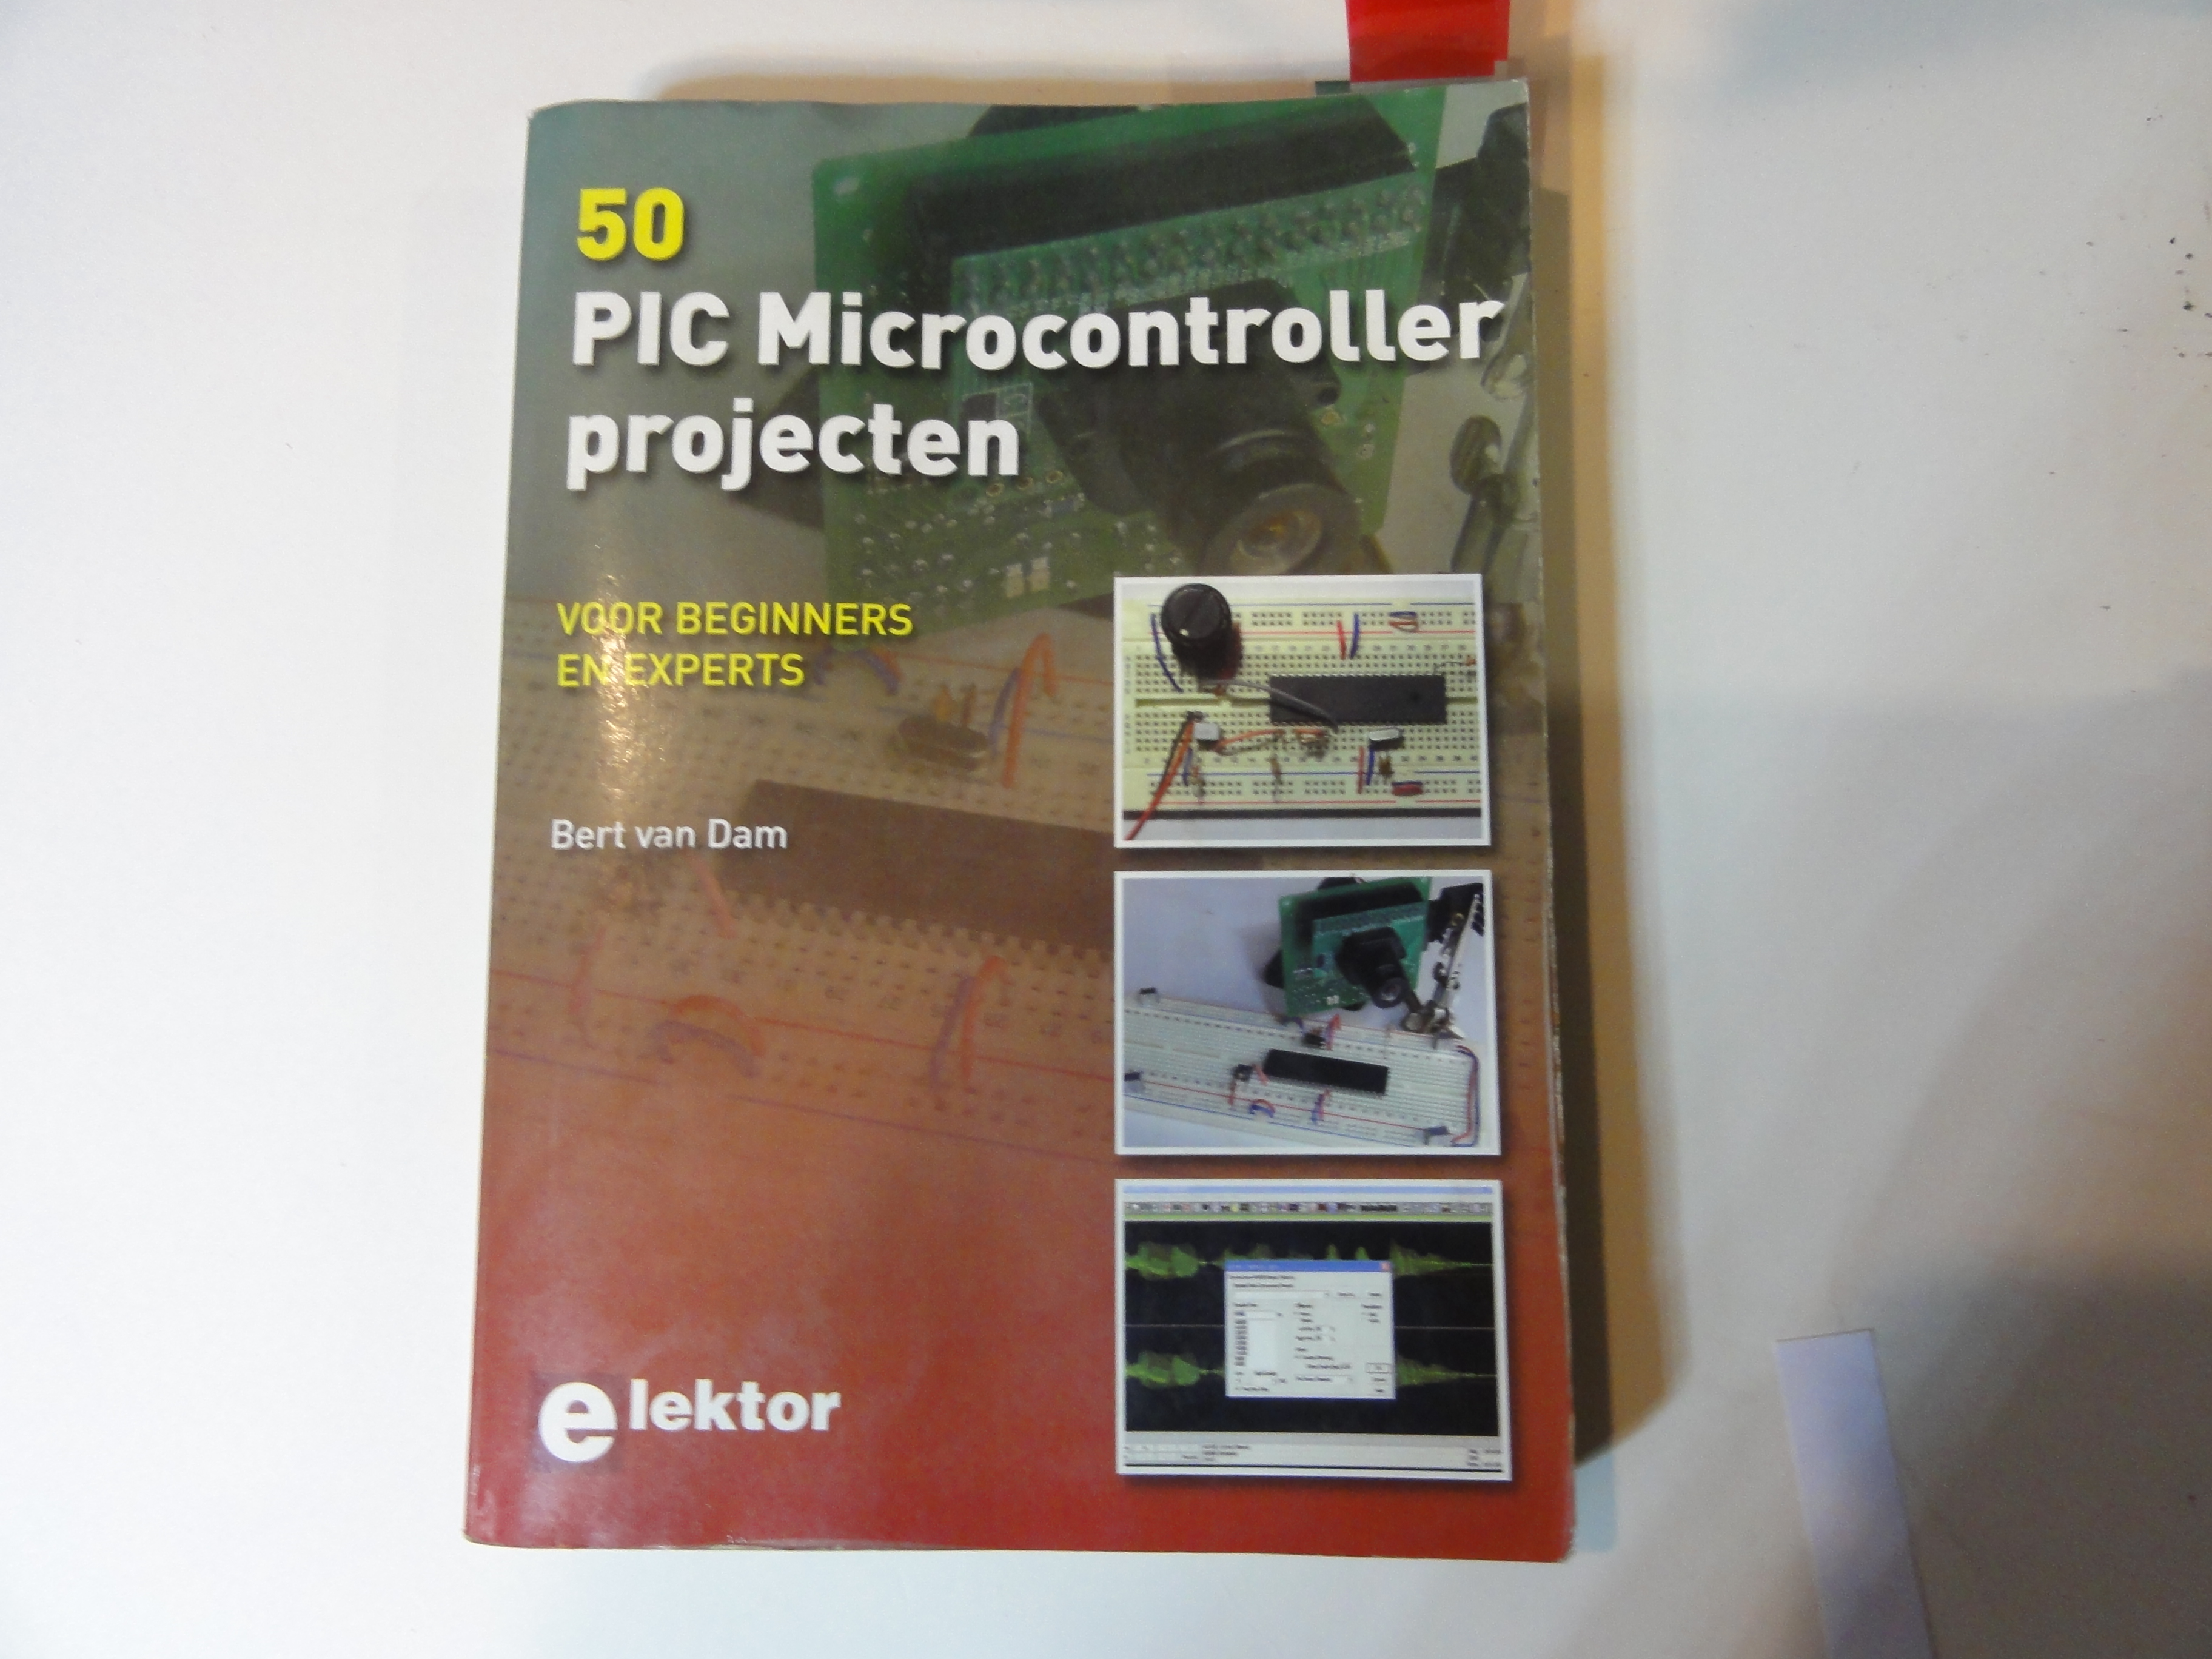 50
PIC Microcontroller
projecten
VOOR BEGINNERS
EN EXPERTS
Bert van Dam
elektor